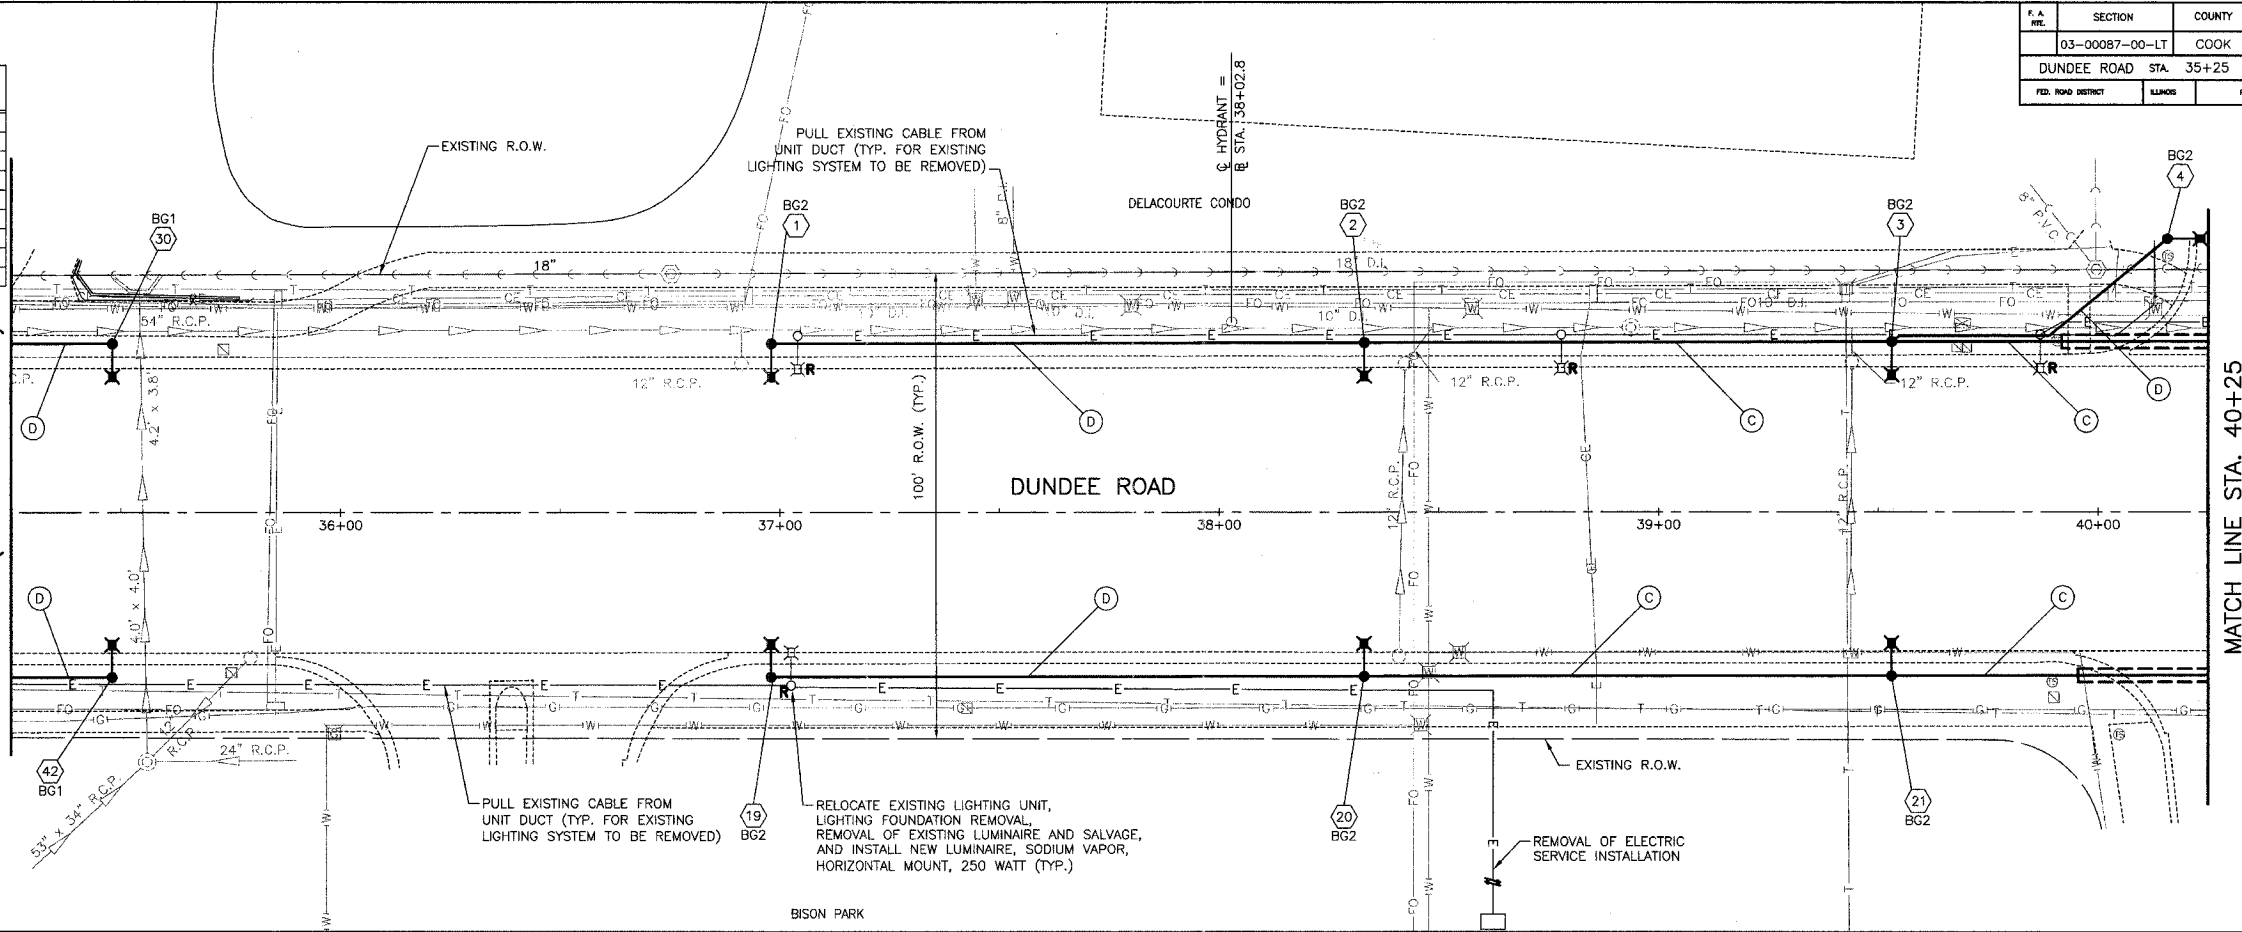 F. A. RTE.
SECTION
COUNTY
03-00087-00-LT
COOK
DUNDEE ROAD STA. 35+25
FED. ROAD DISTRICT
ILLINOIS
EXISTING R.O.W.
PULL EXISTING CABLE FROM
UNIT DUCT (TYP. FOR EXISTING
LIGHTING SYSTEM TO BE REMOVED)
℄ HYDRANT =
STA. 38+02.8
DELACOURTE CONDO
8" D.I.
8" P.V.C.
BG1
30
BG2
1
BG2
2
BG2
3
BG2
4
18"
18" D.I.
54" R.C.P.
10" D.I.
12" R.C.P.
12" R.C.P.
12" R.C.P.
R
R
R
D
D
C
C
D
4.2' x 3.8'
100' R.O.W. (TYP.)
DUNDEE ROAD
12" R.C.P.
12" R.C.P.
36+00
37+00
38+00
39+00
40+00
MATCH LINE STA. 40+25
4.0' x 4.0'
D
D
C
C
42
BG1
12" R.C.P.
24" R.C.P.
53" x 34" R.C.P.
19
BG2
20
BG2
21
BG2
EXISTING R.O.W.
PULL EXISTING CABLE FROM
UNIT DUCT (TYP. FOR EXISTING
LIGHTING SYSTEM TO BE REMOVED)
RELOCATE EXISTING LIGHTING UNIT,
LIGHTING FOUNDATION REMOVAL,
REMOVAL OF EXISTING LUMINAIRE AND SALVAGE,
AND INSTALL NEW LUMINAIRE, SODIUM VAPOR,
HORIZONTAL MOUNT, 250 WATT (TYP.)
REMOVAL OF ELECTRIC
SERVICE INSTALLATION
BISON PARK